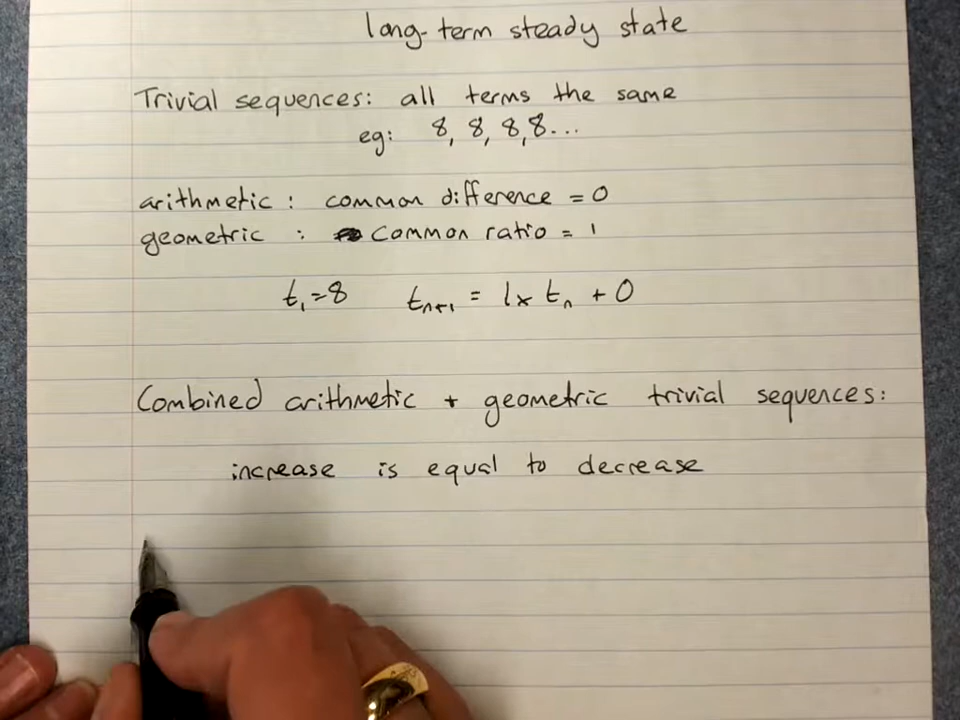 long-term steady state
Trivial sequences: all terms the same
eg: 8, 8, 8, 8...
arithmetic: common difference = 0
geometric: common ratio = 1
t₁=8 tₙ₊₁ = 1× tₙ + 0
Combined arithmetic + geometric trivial sequences:
increase is equal to decrease